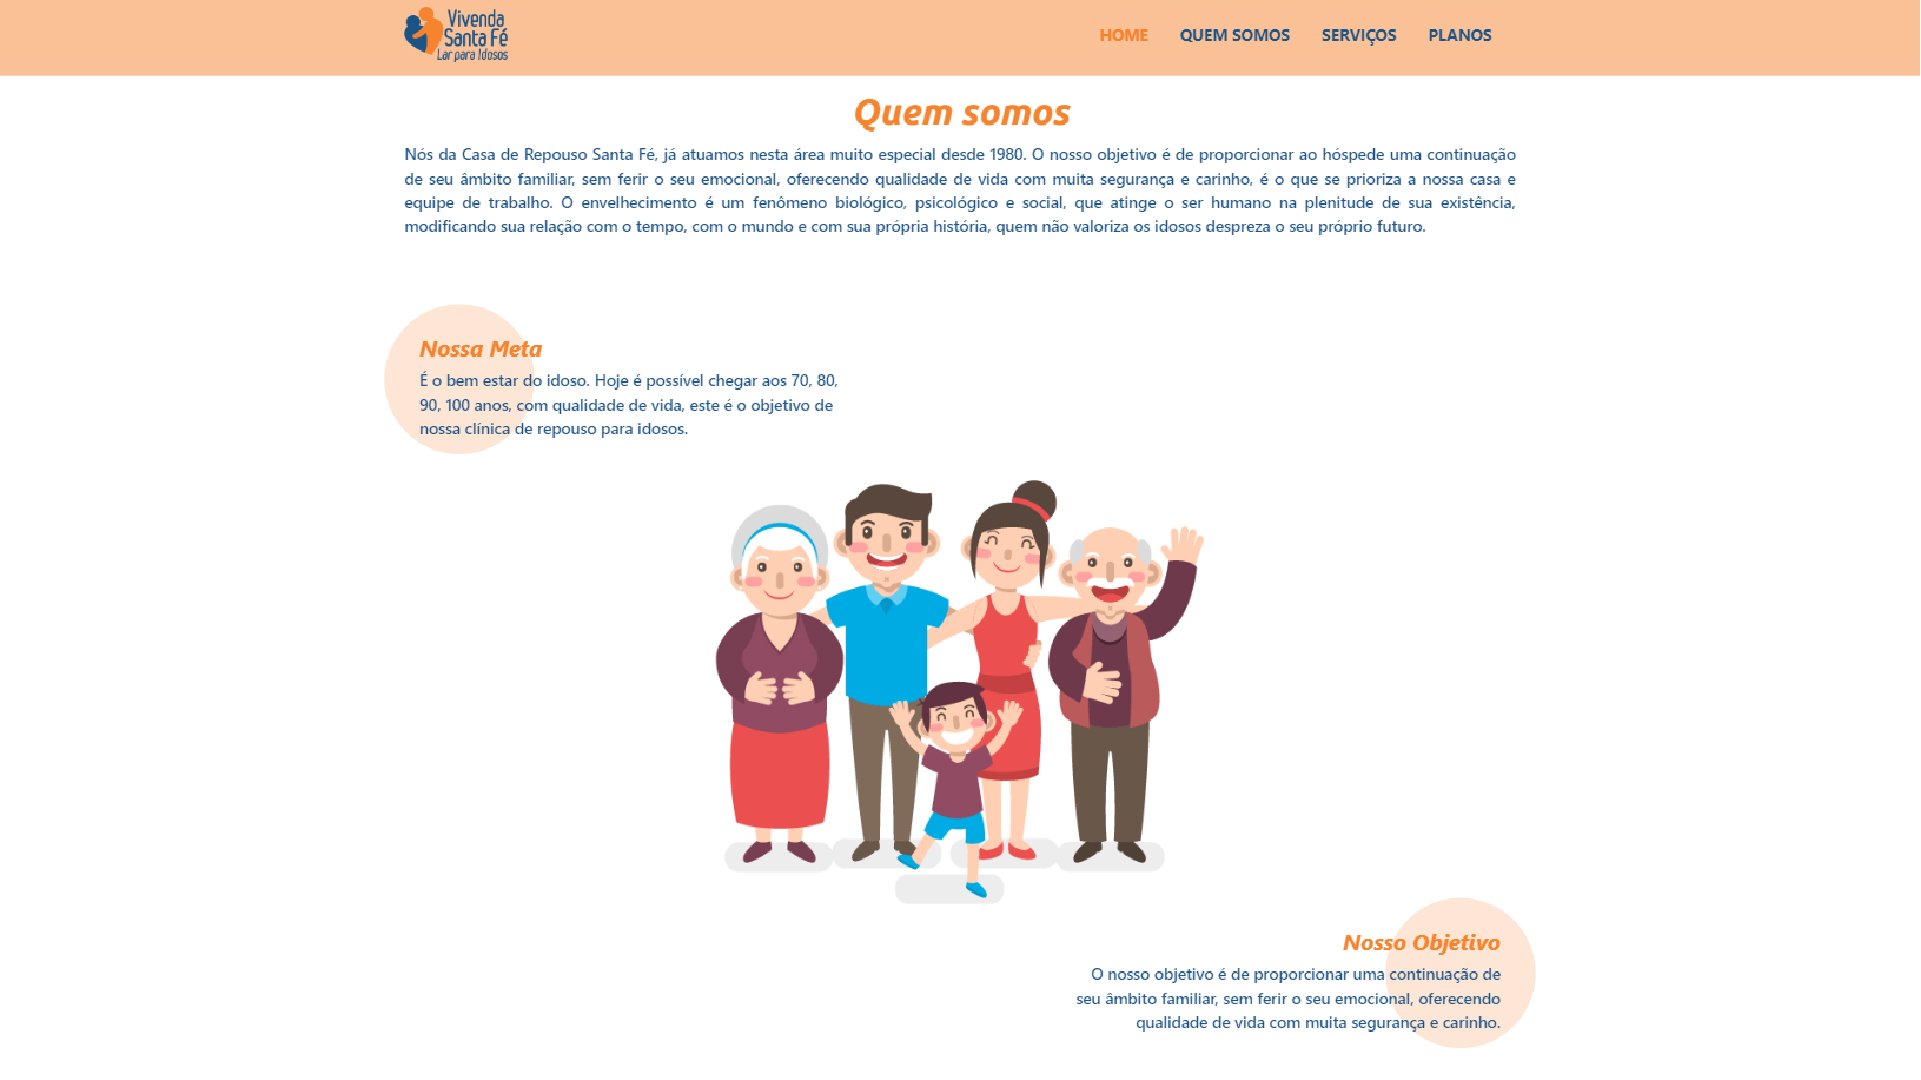 Vivenda
Santa Fé
Lar para Idosos
HOME QUEM SOMOS SERVIÇOS PLANOS
Quem somos
Nós da Casa de Repouso Santa Fé, já atuamos nesta área muito especial desde 1980. O nosso objetivo é de proporcionar ao hóspede uma continuação
de seu âmbito familiar, sem ferir o seu emocional, oferecendo qualidade de vida com muita segurança e carinho, é o que se prioriza a nossa casa e
equipe de trabalho. O envelhecimento é um fenômeno biológico, psicológico e social, que atinge o ser humano na plenitude de sua existência,
modificando sua relação com o tempo, com o mundo e com sua própria história, quem não valoriza os idosos despreza o seu próprio futuro.
Nossa Meta
É o bem estar do idoso. Hoje é possível chegar aos 70, 80,
90, 100 anos, com qualidade de vida, este é o objetivo de
nossa clínica de repouso para idosos.
Nosso Objetivo
O nosso objetivo é de proporcionar uma continuação de
seu âmbito familiar, sem ferir o seu emocional, oferecendo
qualidade de vida com muita segurança e carinho.